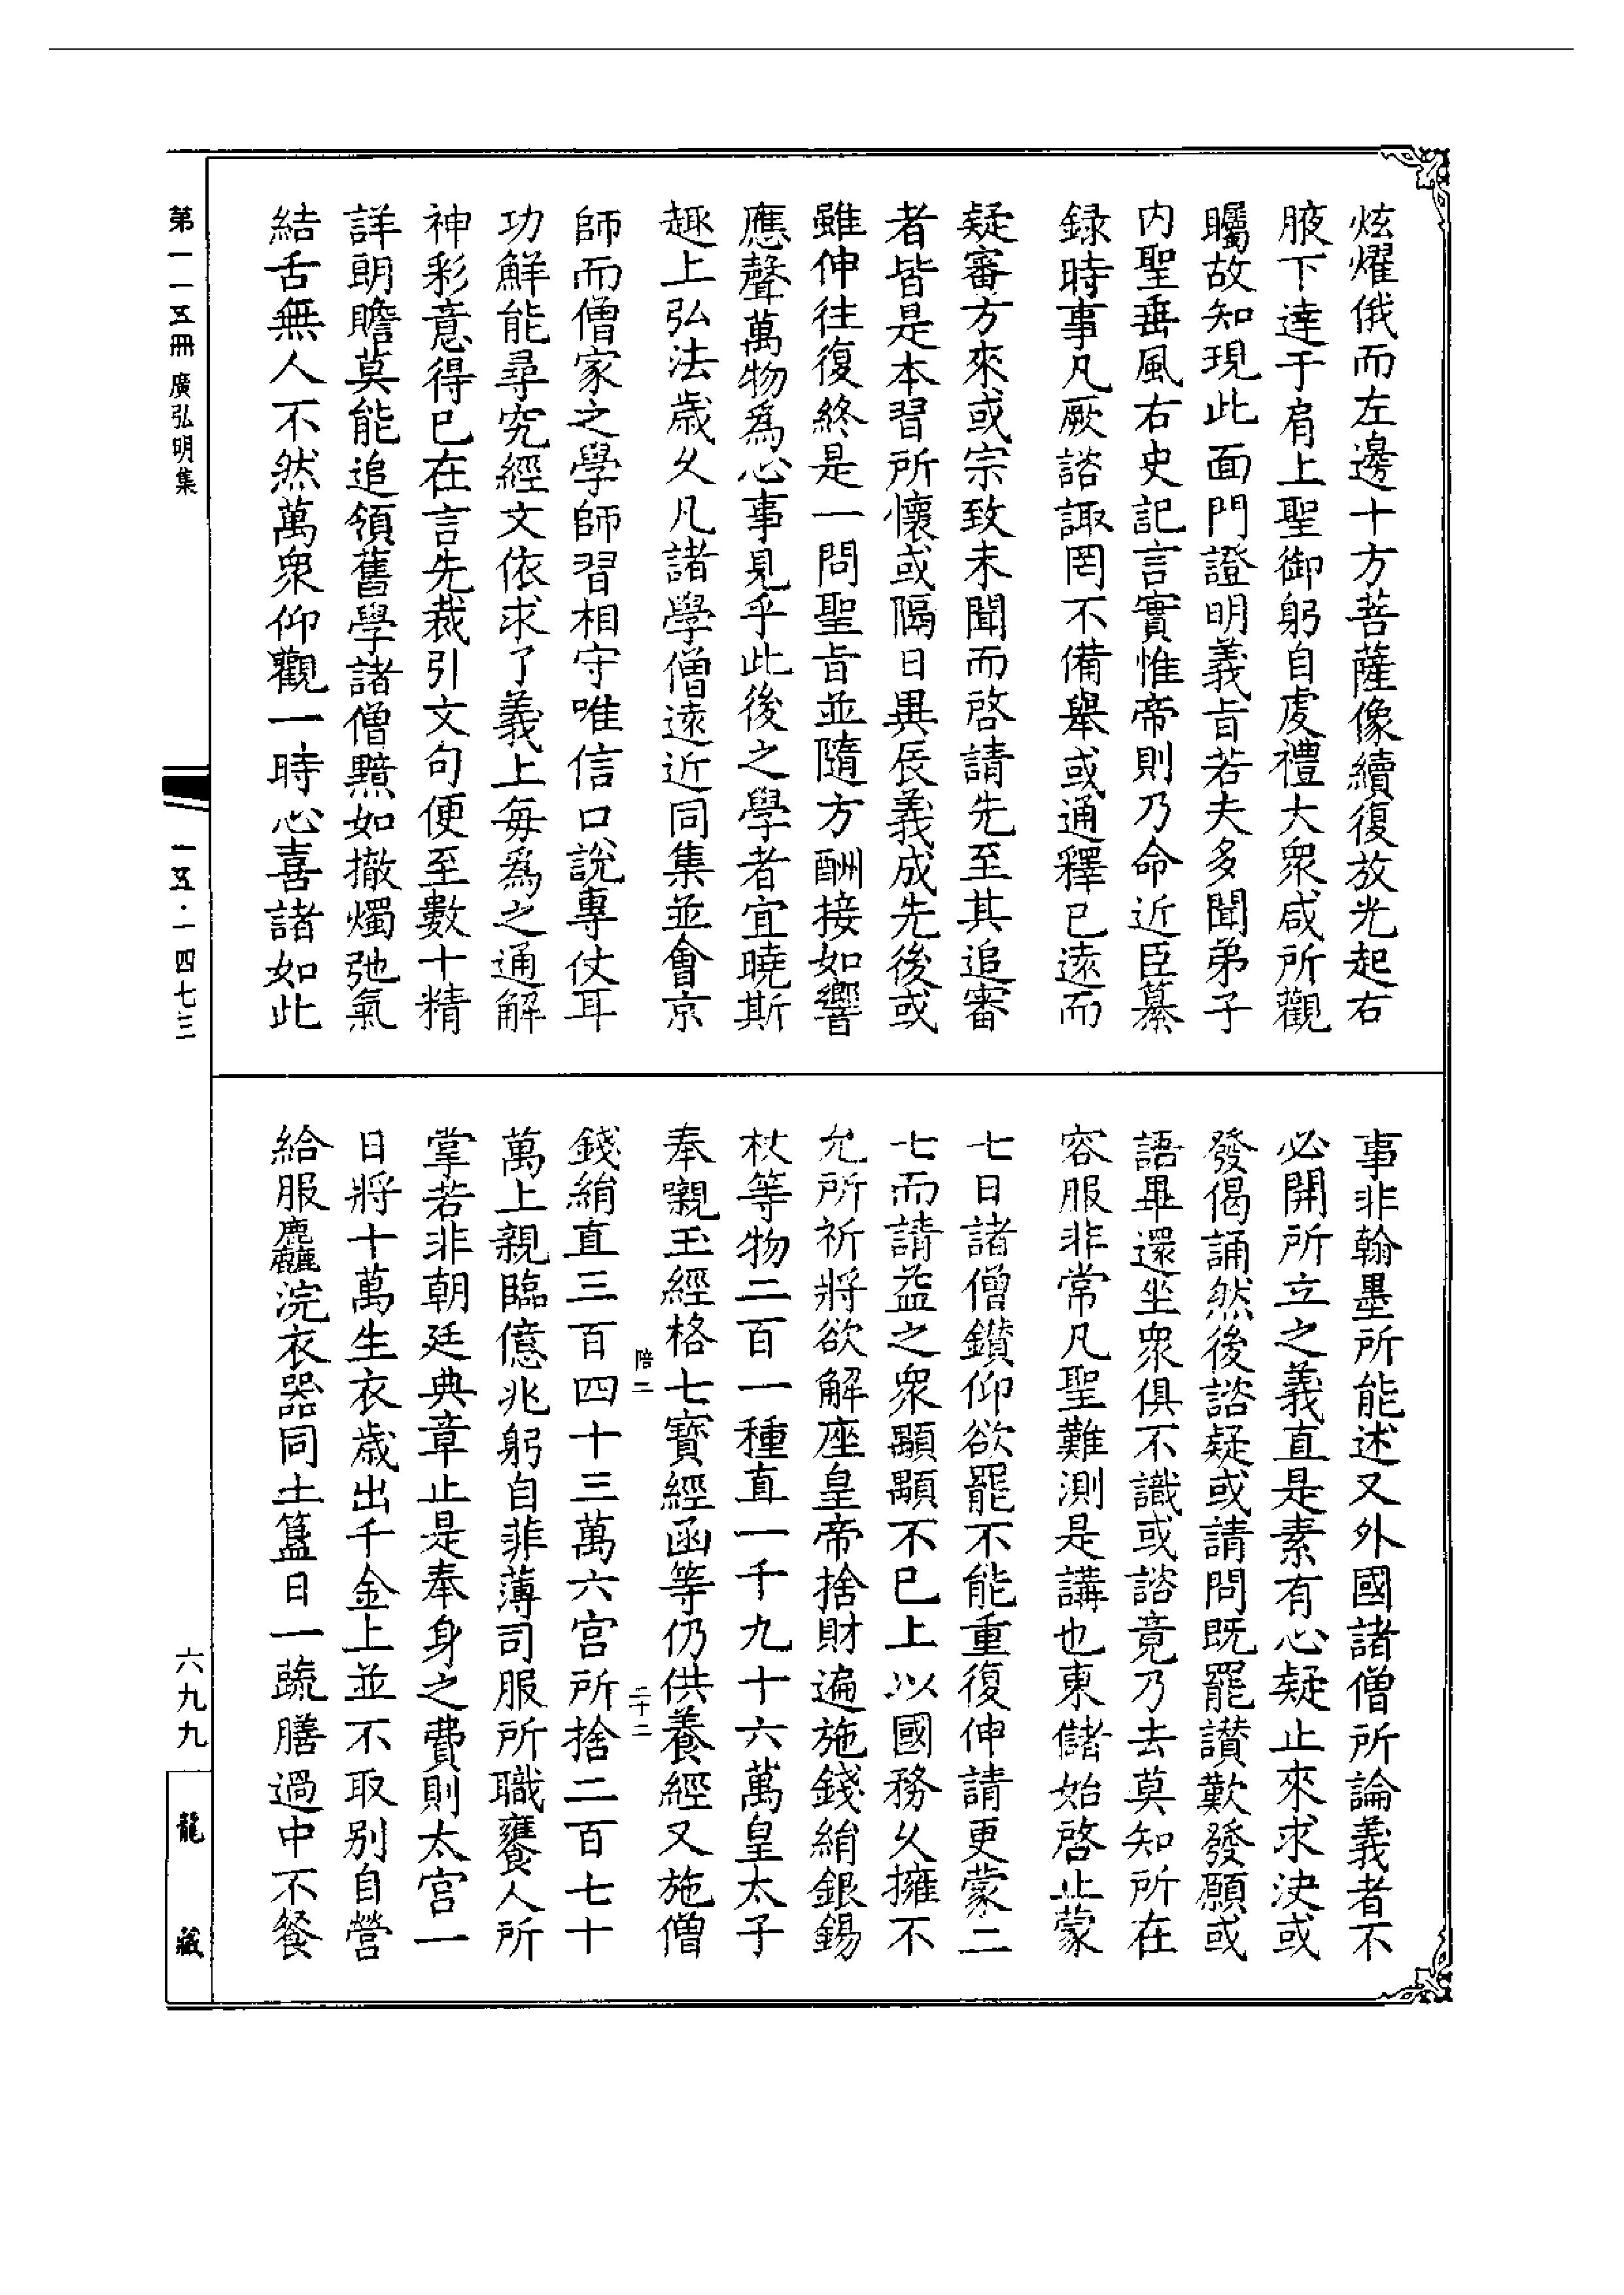 炫燿俄而左邊十方菩薩像續復放光起右
腋下達于肩上聖御躬自虔禮大衆咸所觀
矚故知現此面門證明義旨若夫多聞弟子
内聖垂風右史記言實惟帝則乃命近臣纂
録時事凡厥諮諏罔不備舉或通釋已遠而
疑審方來或宗致未聞而啓請先至其追審
者皆是本習所懷或隔日異辰義成先後或
雖伸往復終是一問聖旨並隨方酬接如響
應聲萬物爲心事見乎此後之學者宜曉斯
趣上弘法歲久凡諸學僧遠近同集並會京
師而僧家之學師習相守唯信口說專仗耳
功鮮能尋究經文依求了義上每爲之通解
神彩意得已在言先裁引文句便至數十精
詳朗贍莫能追領舊學諸僧黯如撤燭弛氣
結舌無人不然萬衆仰觀一時心喜諸如此
事非翰墨所能述又外國諸僧所論義者不
必開所立之義直是素有心疑止來求決或
發偈誦然後諮疑或請問既罷讃歎發願或
語畢還坐衆俱不識或諮竟乃去莫知所在
容服非常凡聖難測是講也東儲始啓止蒙
七日諸僧鑚仰欲罷不能重復伸請更蒙二
七而請益之衆顒顒不已上以國務久擁不
允所祈將欲解座皇帝捨財遍施錢絹銀錫
杖等物二百一種直一千九十六萬皇太子
奉嚫玉經格七寳經函等仍供養經又施僧
陪二 二十二
錢絹直三百四十三萬六宮所捨二百七十
萬上親臨億兆躬自非薄司服所職饔人所
掌若非朝廷典章止是奉身之費則太宮一
日將十萬生衣歲出千金上並不取别自營
給服麤浣衣器同土簋日一蔬膳過中不餐
第一一五冊 廣弘明集
一五·一四七三
六九九
龍藏